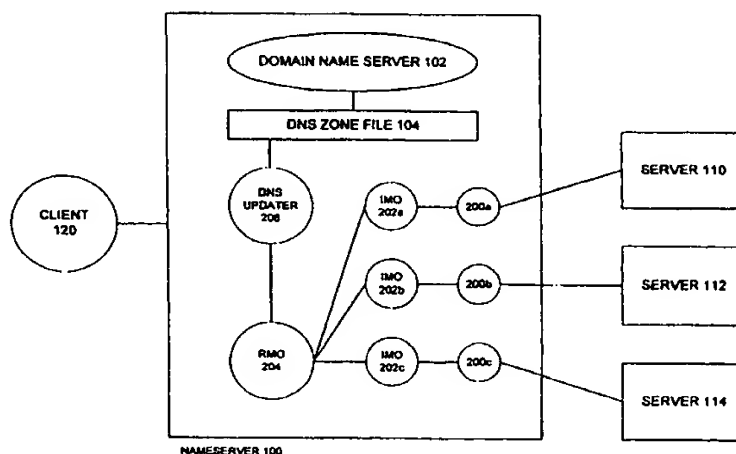 DOMAIN NAME SERVER 102
DNS ZONE FILE 104
SERVER 110
CLIENT
120
DNS
UPDATER
206
IMO
202a
200a
IMO
202b
200b
SERVER 112
RMO
204
IMO
202c
200c
SERVER 114
NAMESERVER 100